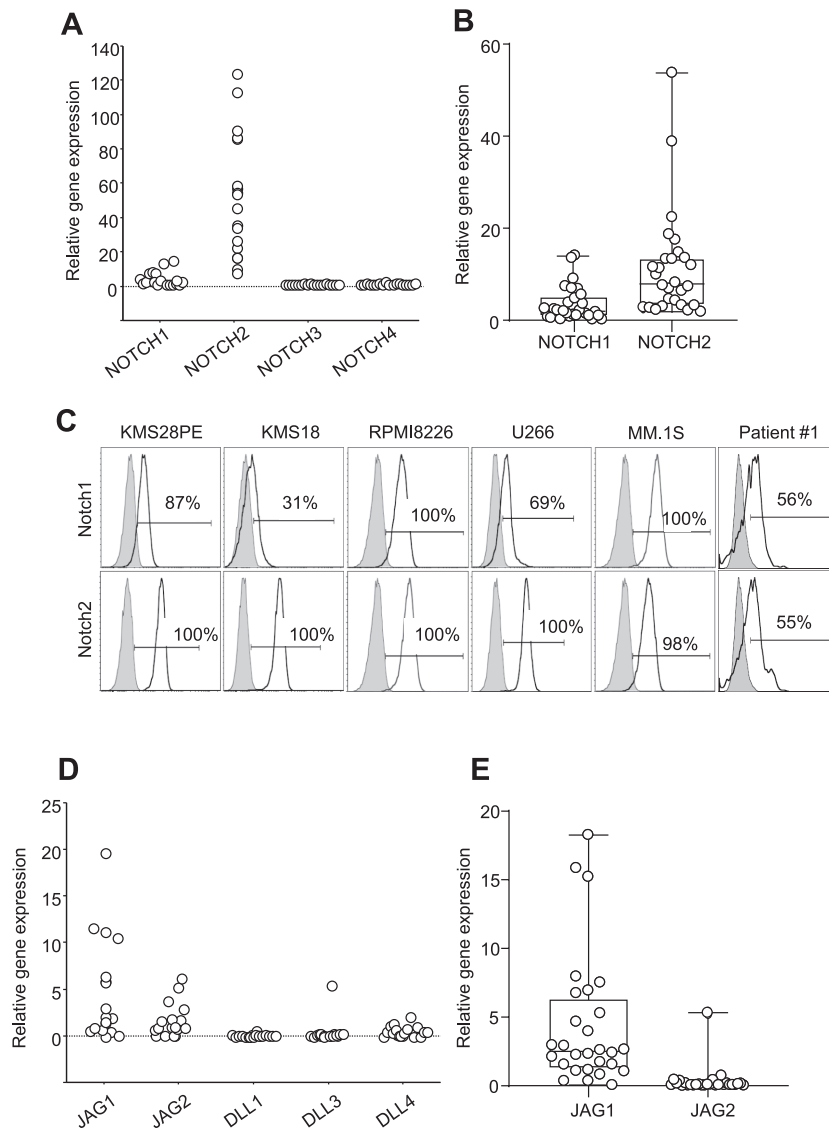 A
Relative gene expression
140
120
100
80
60
40
20
0
NOTCH1
NOTCH2
NOTCH3
NOTCH4
B
Relative gene expression
60
40
20
0
NOTCH1
NOTCH2
C
KMS28PE
KMS18
RPMI8226
U266
MM.1S
Patient #1
Notch1
87%
31%
100%
69%
100%
56%
Notch2
100%
100%
100%
100%
98%
55%
D
Relative gene expression
25
20
15
10
5
0
JAG1
JAG2
DLL1
DLL3
DLL4
E
Relative gene expression
20
15
10
5
0
JAG1
JAG2